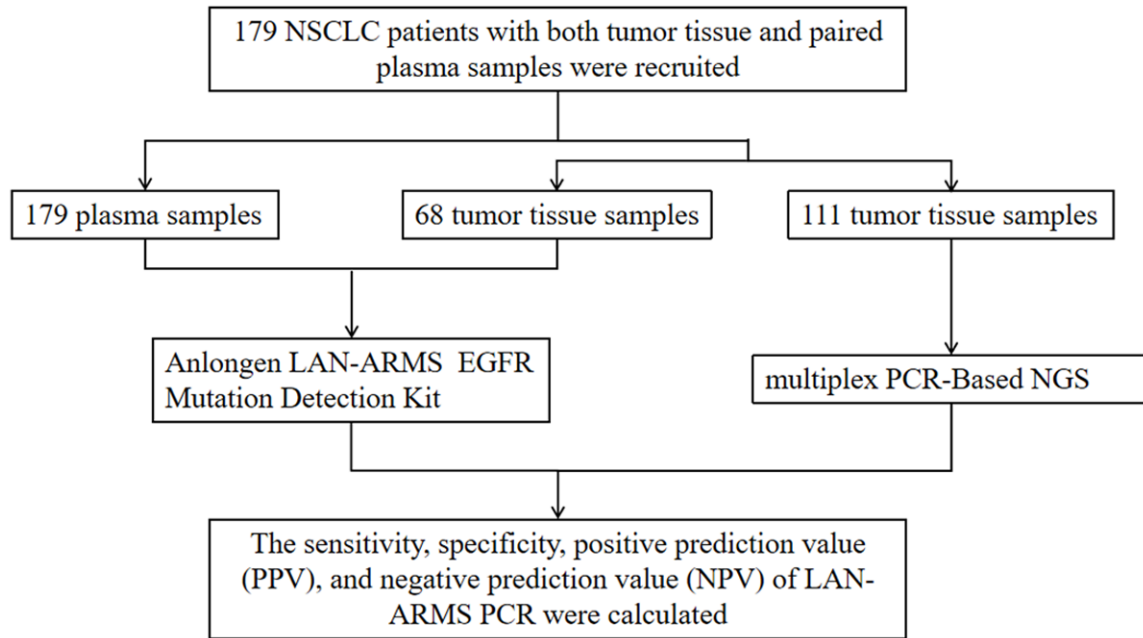 179 NSCLC patients with both tumor tissue and paired
plasma samples were recruited
179 plasma samples
68 tumor tissue samples
111 tumor tissue samples
Anlongen LAN-ARMS EGFR
Mutation Detection Kit
multiplex PCR-Based NGS
The sensitivity, specificity, positive prediction value
(PPV), and negative prediction value (NPV) of LAN-
ARMS PCR were calculated